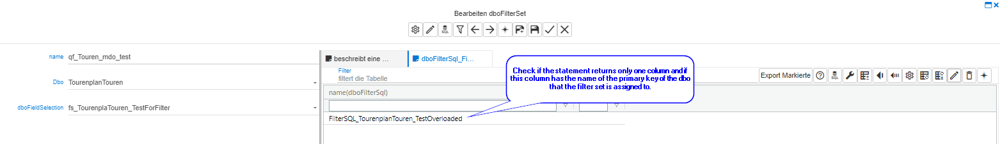 Bearbeiten dboFilterSet
SQL
name qf_Touren_mdo_test
Dbo TourenplanTouren
dboFieldSelection fs_TourenplaTouren_TestForFilter
beschreibt eine ... dboFilterSql_Fi...
Filter
filtert die Tabelle
Export Markierte SQL
name(dboFilterSql)
FilterSQL_TourenplanTouren_TestOverloaded
Check if the statement returns only one column and if
this column has the name of the primary key of the dbo
that the filter set is assigned to.